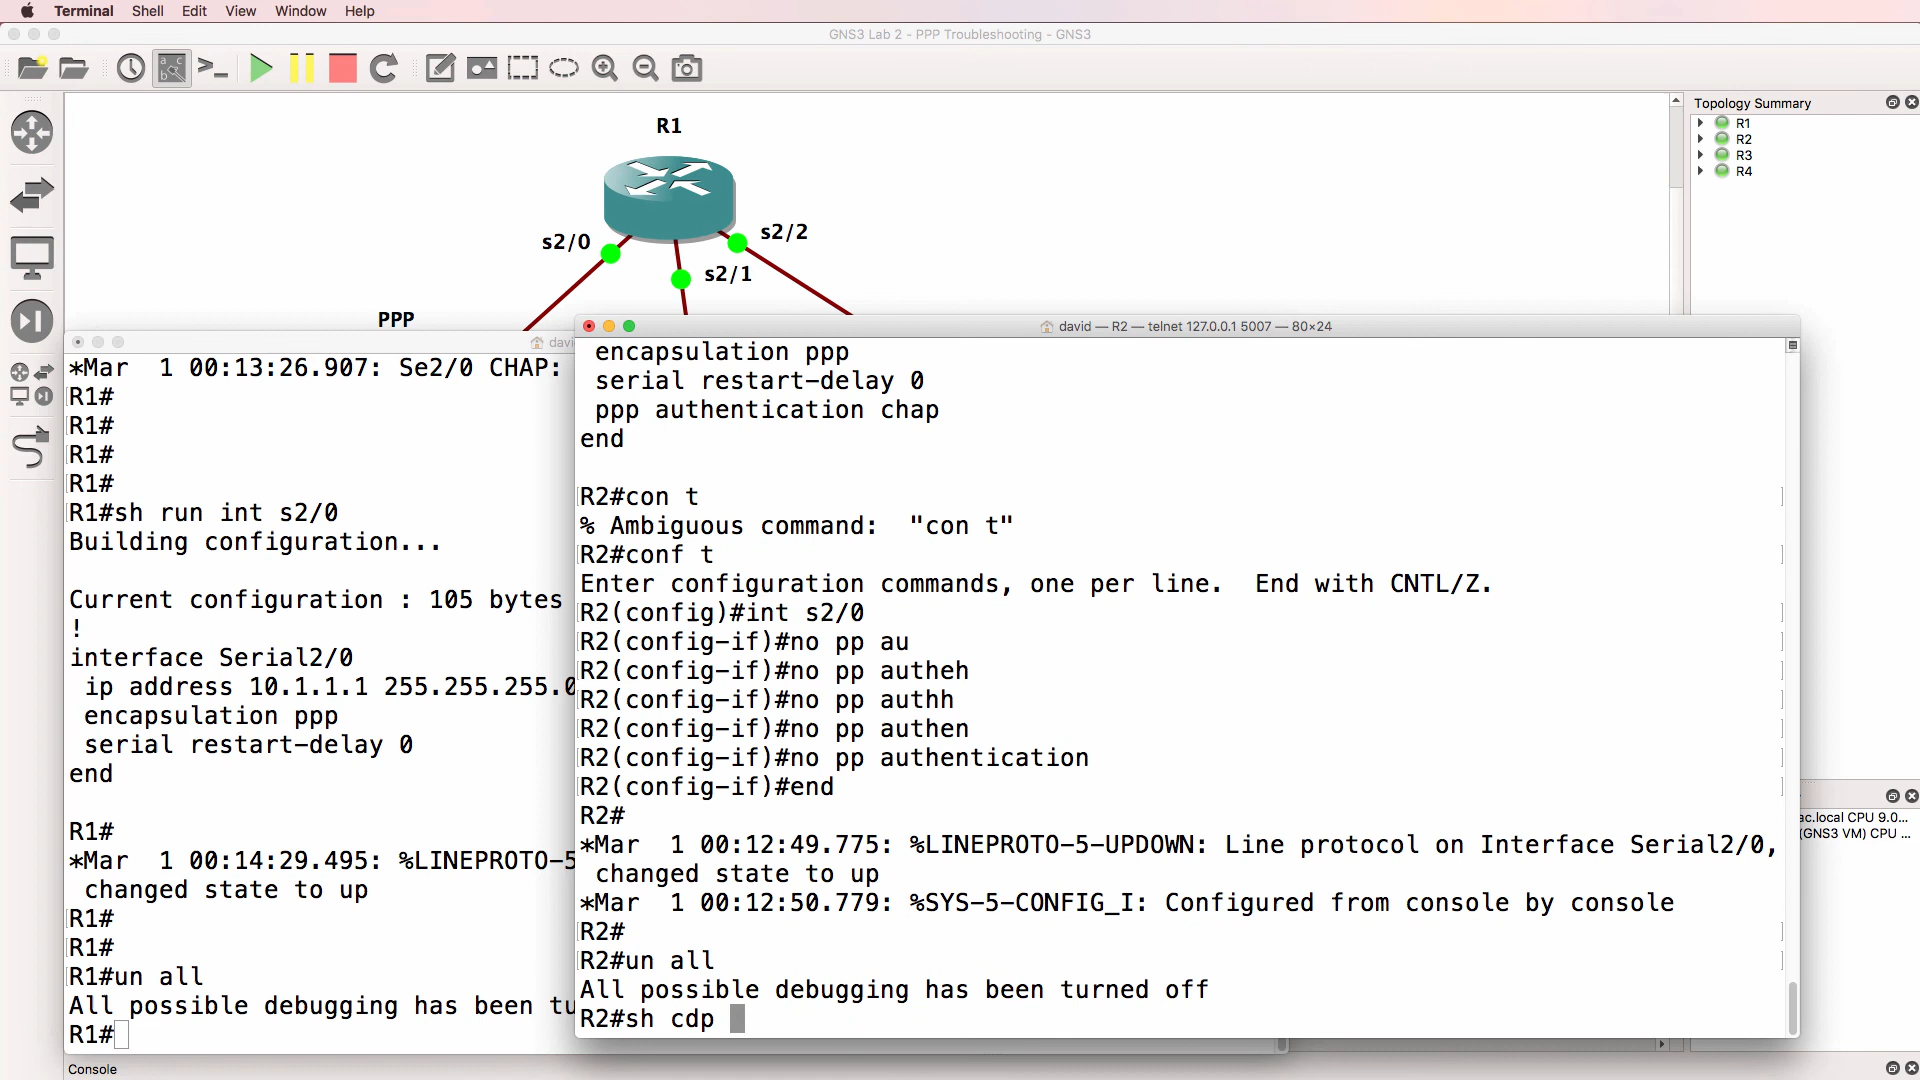 Terminal Shell Edit View Window Help
GNS3 Lab 2 - PPP Troubleshooting - GNS3
Topology Summary
R1
R2
R3
R4
R1
s2/0
s2/2
s2/1
PPP
davi
*Mar  1 00:13:26.907: Se2/0 CHAP:
R1#
R1#
R1#
R1#
R1#sh run int s2/0
Building configuration...
Current configuration : 105 bytes
!
interface Serial2/0
ip address 10.1.1.1 255.255.255.0
encapsulation ppp
serial restart-delay 0
end
R1#
*Mar  1 00:14:29.495: %LINEPROTO-5
changed state to up
R1#
R1#
R1#un all
All possible debugging has been tu
R1#
david — R2 — telnet 127.0.0.1 5007 — 80×24
encapsulation ppp
serial restart-delay 0
ppp authentication chap
end
R2#con t
% Ambiguous command:  "con t"
R2#conf t
Enter configuration commands, one per line.  End with CNTL/Z.
R2(config)#int s2/0
R2(config-if)#no pp au
R2(config-if)#no pp autheh
R2(config-if)#no pp authh
R2(config-if)#no pp authen
R2(config-if)#no pp authentication
R2(config-if)#end
R2#
*Mar  1 00:12:49.775: %LINEPROTO-5-UPDOWN: Line protocol on Interface Serial2/0,
changed state to up
*Mar  1 00:12:50.779: %SYS-5-CONFIG_I: Configured from console by console
R2#
R2#un all
All possible debugging has been turned off
R2#sh cdp
ac.local CPU 9.0...
(GNS3 VM) CPU ...
Console